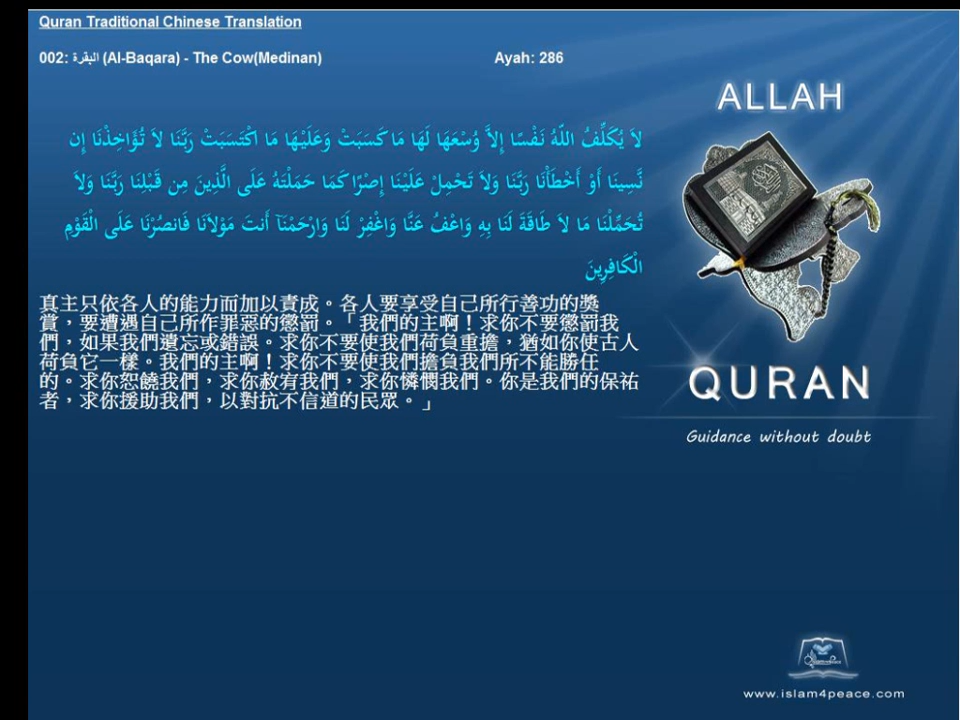 Quran Traditional Chinese Translation
002: البقرة (Al-Baqara) - The Cow(Medinan)
Ayah: 286
لاَ يُكَلِّفُ اللَّهُ نَفْسًا إِلاَّ وُسْعَهَا لَهَا مَا كَسَبَتْ وَعَلَيْهَا مَا اكْتَسَبَتْ رَبَّنَا لاَ تُؤَاخِذْنَا إِن
نَّسِينَا أَوْ أَخْطَأْنَا رَبَّنَا وَلاَ تَحْمِلْ عَلَيْنَا إِصْرًا كَمَا حَمَلْتَهُ عَلَى الَّذِينَ مِن قَبْلِنَا رَبَّنَا وَلاَ
تُحَمِّلْنَا مَا لاَ طَاقَةَ لَنَا بِهِ وَاعْفُ عَنَّا وَاغْفِرْ لَنَا وَارْحَمْنَآ أَنتَ مَوْلاَنَا فَانصُرْنَا عَلَى الْقَوْمِ
الْكَافِرِينَ
真主只依各人的能力而加以責成。各人要享受自己所行善功的獎
賞，要遭遇自己所作罪惡的懲罰。「我們的主啊！求你不要懲罰我
們，如果我們遺忘或錯誤。求你不要使我們荷負重擔，猶如你使古人
荷負它一樣。我們的主啊！求你不要使我們擔負我們所不能勝任
的。求你恕饒我們，求你赦宥我們，求你憐憫我們。你是我們的保祐
者，求你援助我們，以對抗不信道的民眾。」
ALLAH
QURAN
Guidance without doubt
www.islam4peace.com